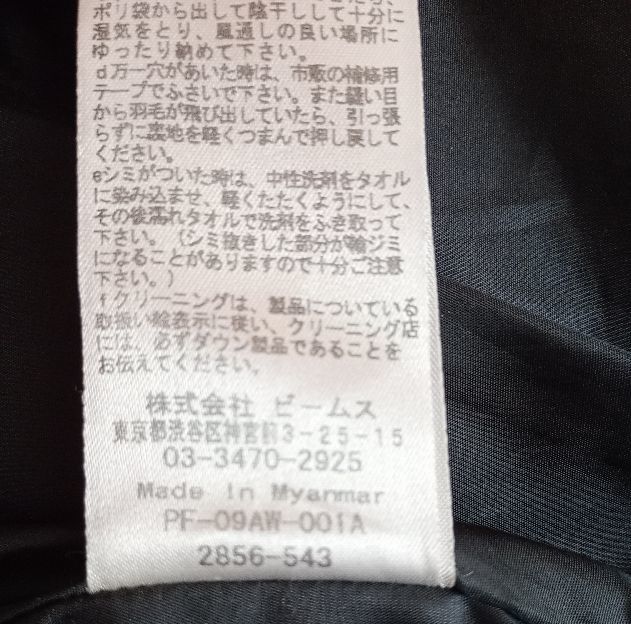 ポリ袋から出して陰干しして十分に
湿気をとり、風通しの良い場所に
ゆったり納めて下さい。
d万一穴があいた時は、市販の補修用
テープでふさいで下さい。また縫い目
から羽毛が飛び出していたら、引っ張
らずに裏地を軽くつまんで押し戻して
ください。
eシミがついた時は、中性洗剤をタオル
に染み込ませ、軽くたたくようにして、
その後濡れタオルで洗剤をふき取って
下さい。（シミ抜きした部分が輪ジミ
になることがありますので十分ご注意
下さい。）
fクリーニングは、製品についている
取扱い絵表示に従い、クリーニング店
には、必ずダウン製品であることを
お伝えてください。
株式会社 ビームス
東京都渋谷区神宮前3-25-15
03-3470-2925
Made in Myanmar
PF-09AW-001A
2856-543